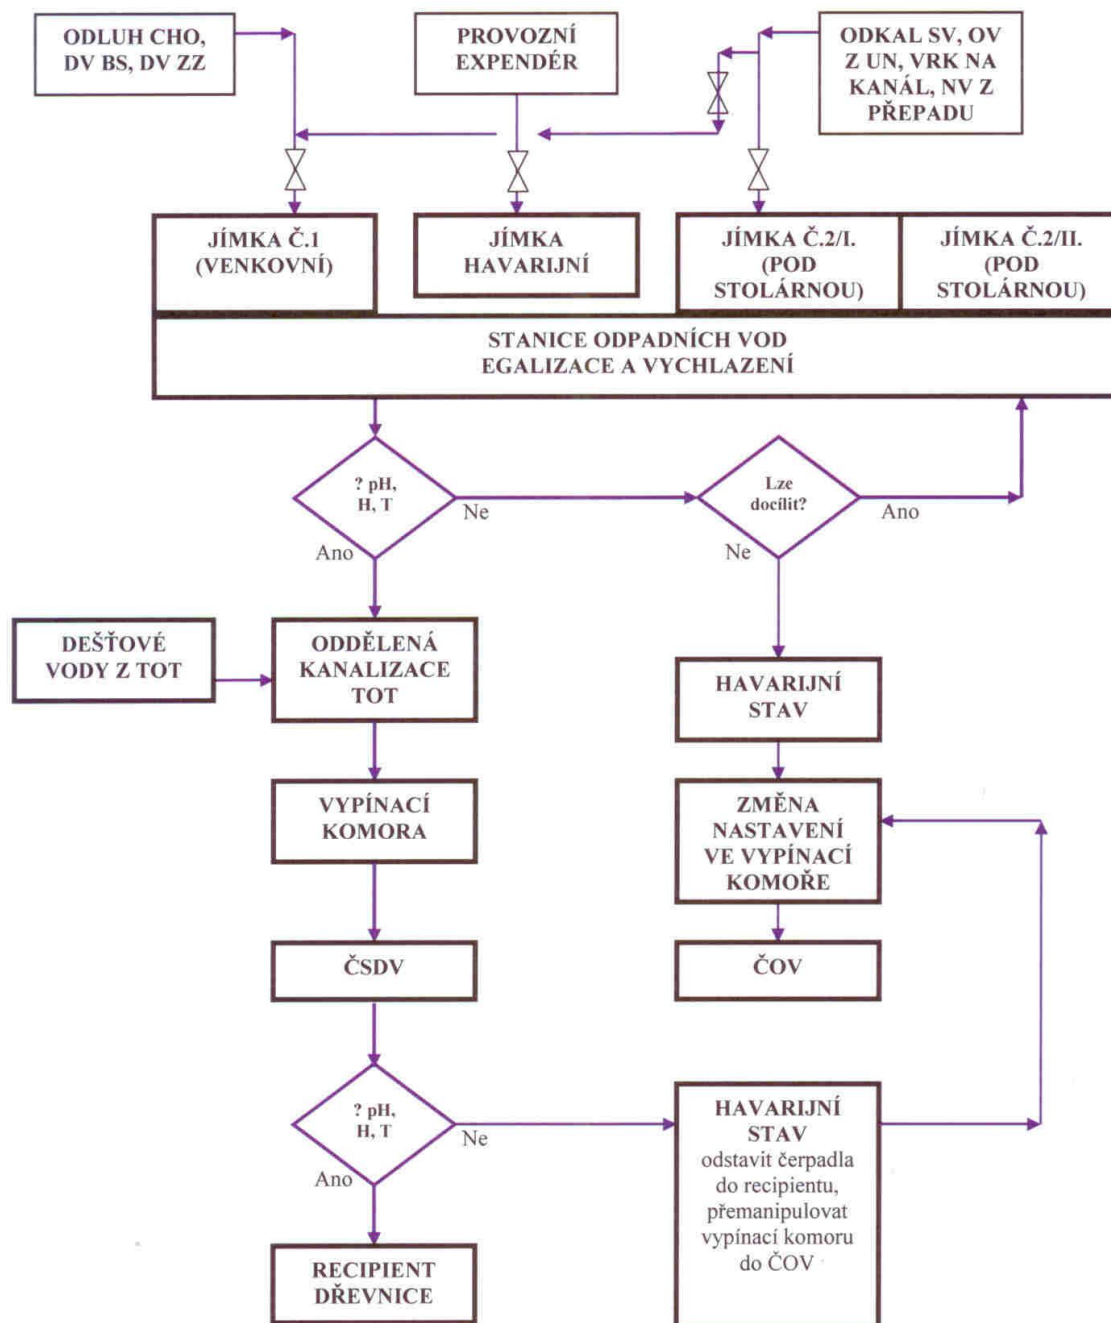 ODLUH CHO,
DV BS, DV ZZ
PROVOZNÍ
EXPENDÉR
ODKAL SV, OV
Z UN, VRK NA
KANÁL, NV Z
PŘEPADU
JÍMKA Č.1
(VENKOVNÍ)
JÍMKA
HAVARIJNÍ
JÍMKA Č.2/I.
(POD
STOLÁRNOU)
JÍMKA Č.2/II.
(POD
STOLÁRNOU)
STANICE ODPADNÍCH VOD
EGALIZACE A VYCHLAZENÍ
? pH,
H, T
Ne
Ano
Lze
docílit?
Ano
Ne
DEŠŤOVÉ
VODY Z TOT
ODDĚLENÁ
KANALIZACE
TOT
HAVARIJNÍ
STAV
VYPÍNACÍ
KOMORA
ZMĚNA
NASTAVENÍ
VE VYPÍNACÍ
KOMOŘE
ČSDV
ČOV
? pH,
H, T
Ne
Ano
HAVARIJNÍ
STAV
odstavit čerpadla
do recipientu,
přemanipulovat
vypínací komoru
do ČOV
RECIPIENT
DŘEVNICE